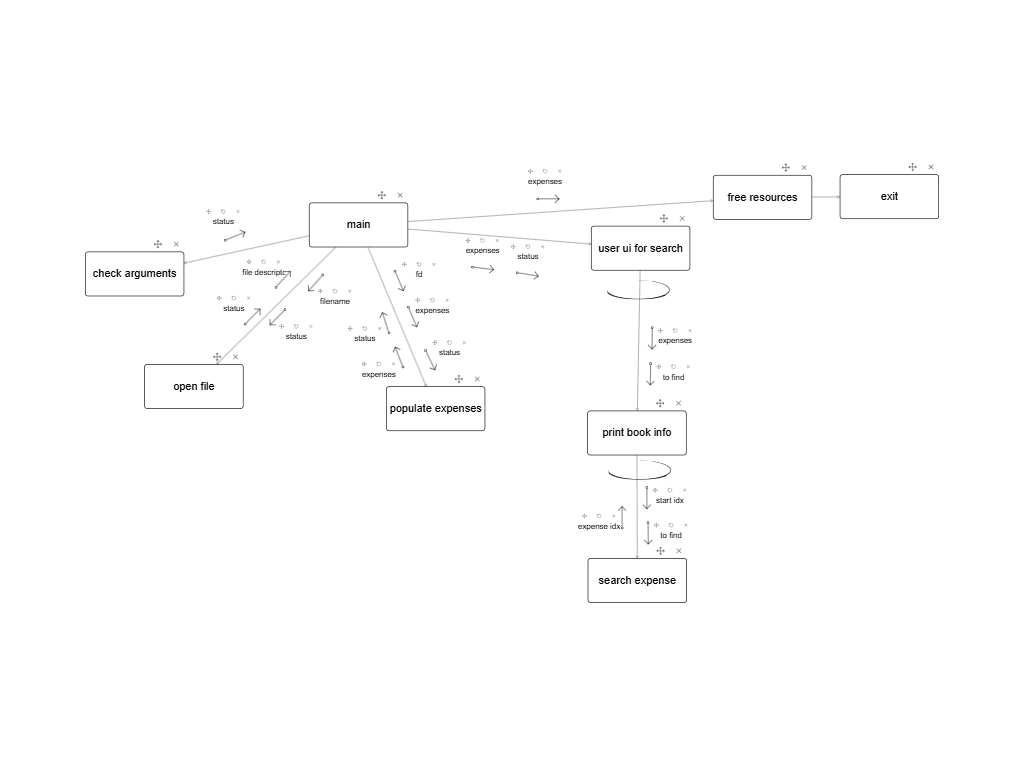 expenses
free resources
exit
main
status
expenses
status
user ui for search
check arguments
file descriptor
fd
filename
status
expenses
status
status
status
expenses
to find
expenses
open file
populate expenses
print book info
start idx
expense idx
to find
search expense